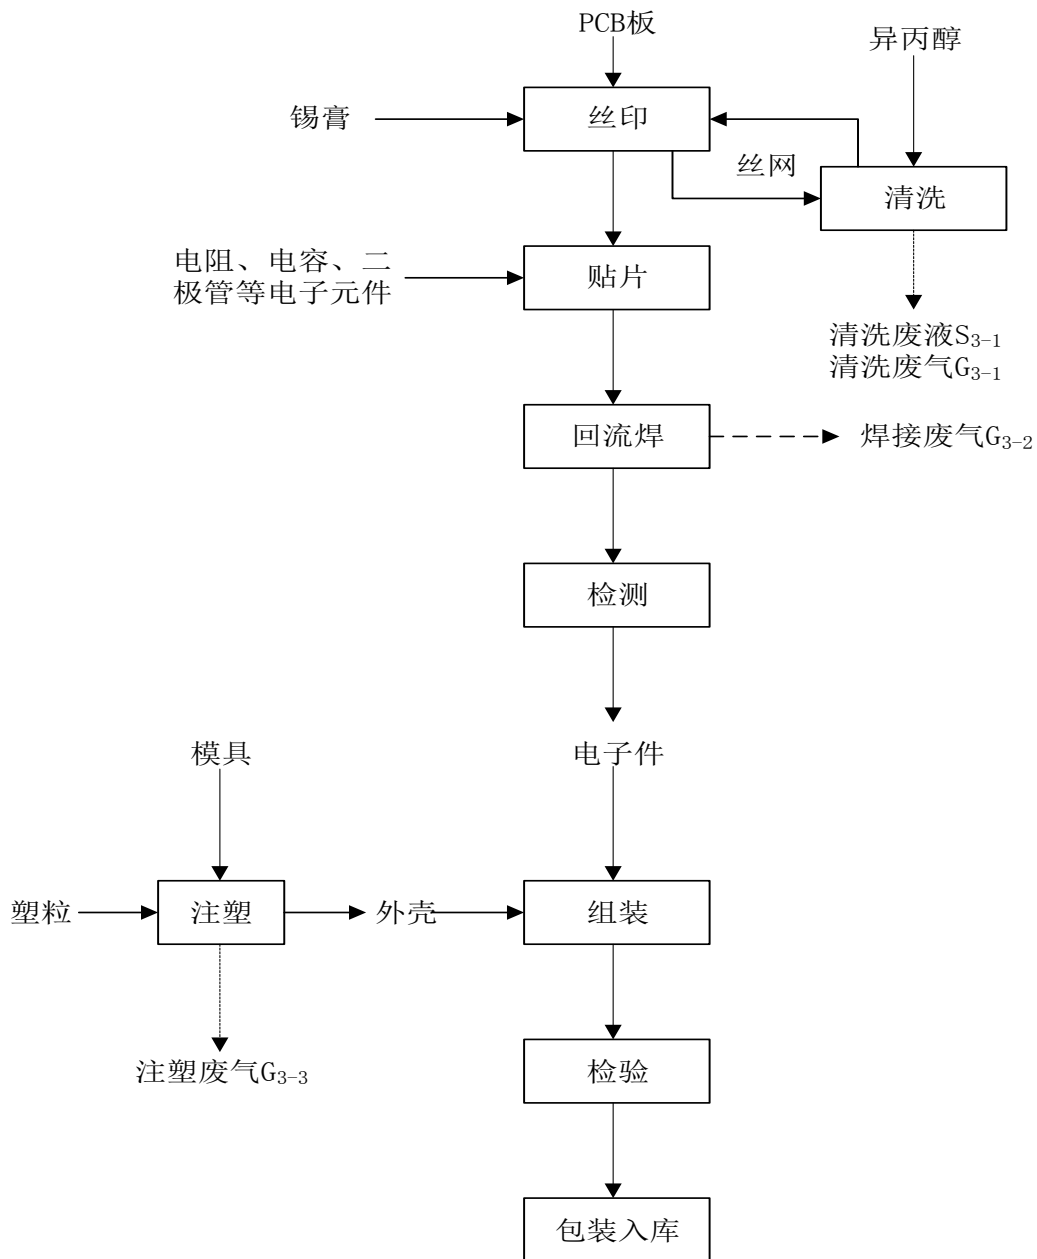 PCB板
异丙醇
锡膏
丝印
丝网
清洗
电阻、电容、二
极管等电子元件
贴片
清洗废液S3-1
清洗废气G3-1
回流焊
焊接废气G3-2
检测
模具
电子件
塑粒
注塑
外壳
组装
注塑废气G3-3
检验
包装入库